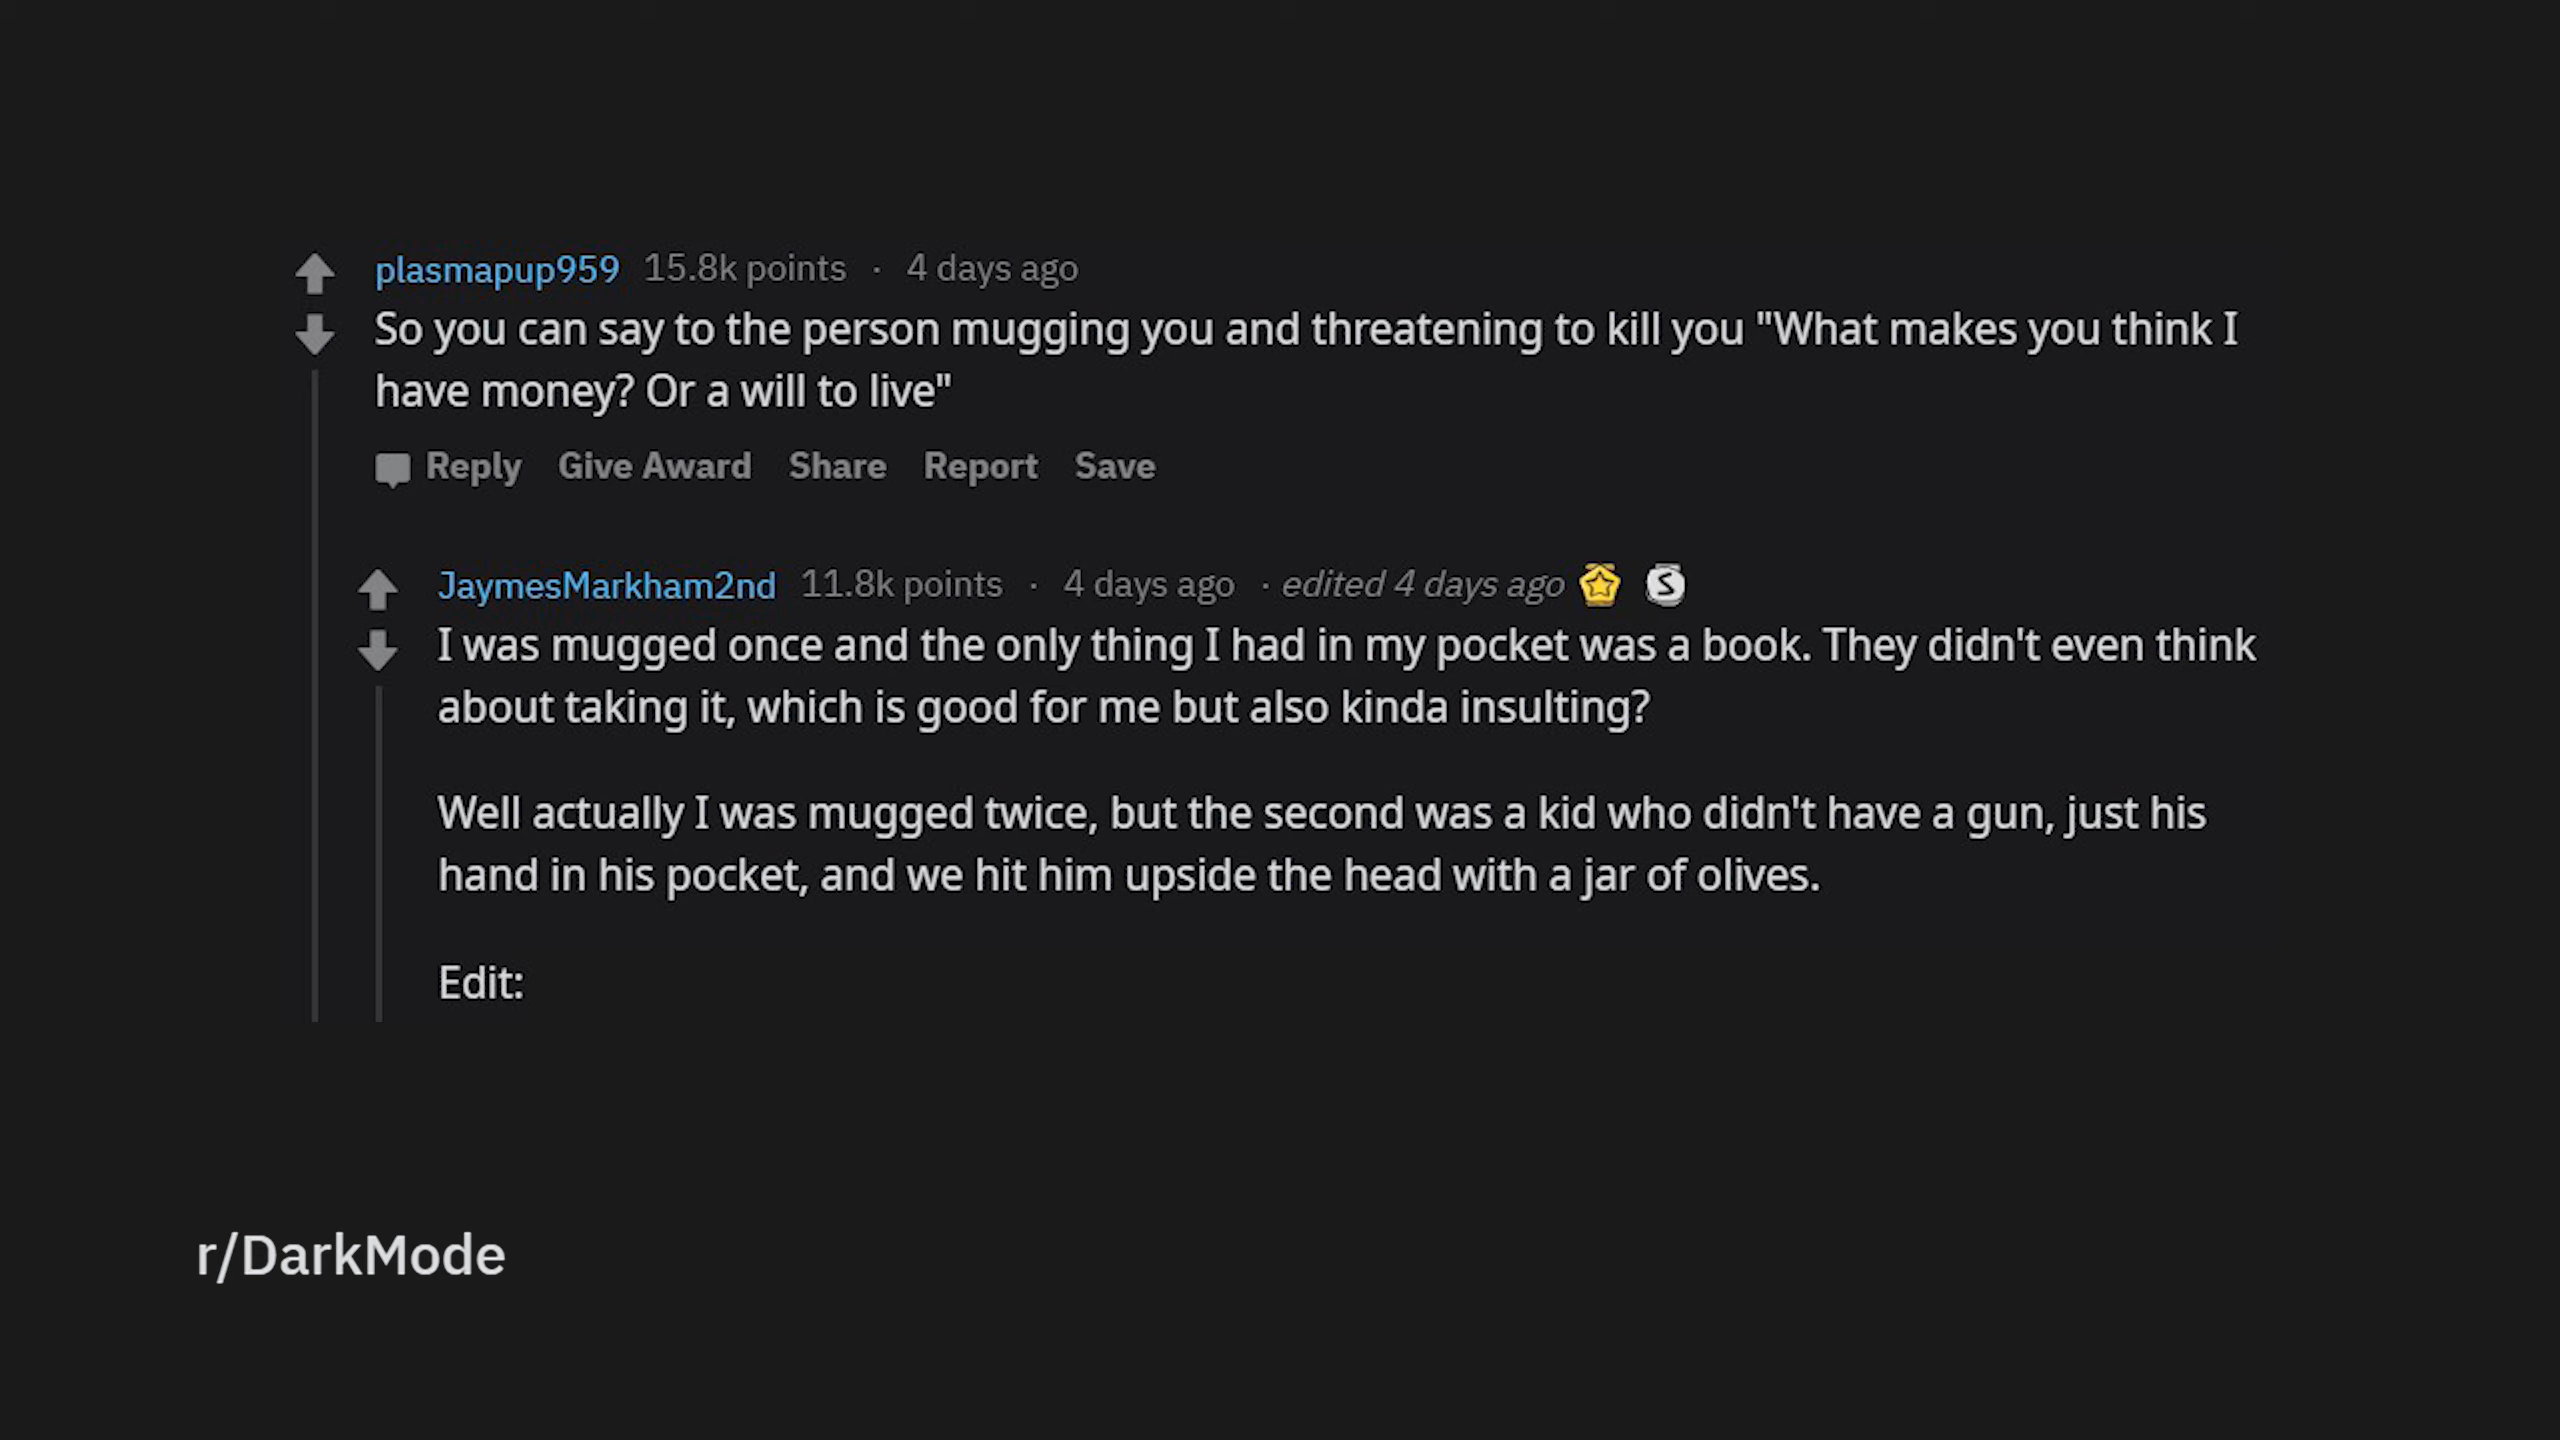 plasmapup959 15.8k points · 4 days ago
So you can say to the person mugging you and threatening to kill you "What makes you think I
have money? Or a will to live"
Reply Give Award Share Report Save
JaymesMarkham2nd 11.8k points · 4 days ago · edited 4 days ago S
I was mugged once and the only thing I had in my pocket was a book. They didn't even think
about taking it, which is good for me but also kinda insulting?
Well actually I was mugged twice, but the second was a kid who didn't have a gun, just his
hand in his pocket, and we hit him upside the head with a jar of olives.
Edit:
r/DarkMode